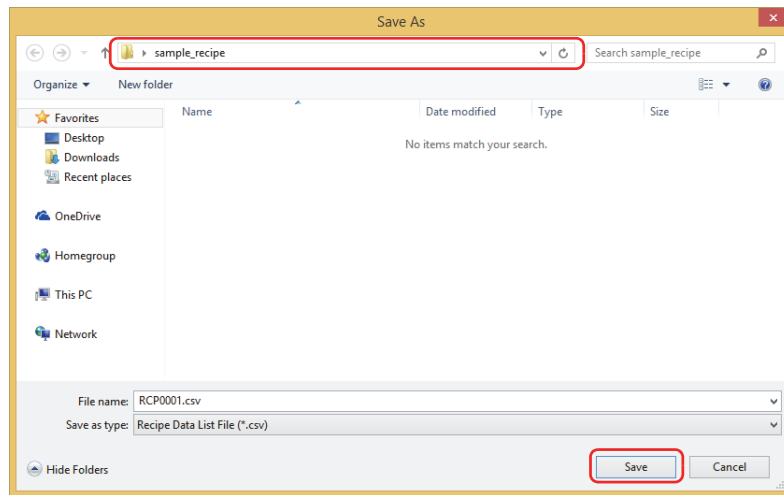 Save As
sample_recipe
Search sample_recipe
Organize
New folder
Name
Date modified
Type
Size
No items match your search.
Favorites
Desktop
Downloads
Recent places
OneDrive
Homegroup
This PC
Network
File name: RCP0001.csv
Save as type: Recipe Data List File (*.csv)
Hide Folders
Save
Cancel